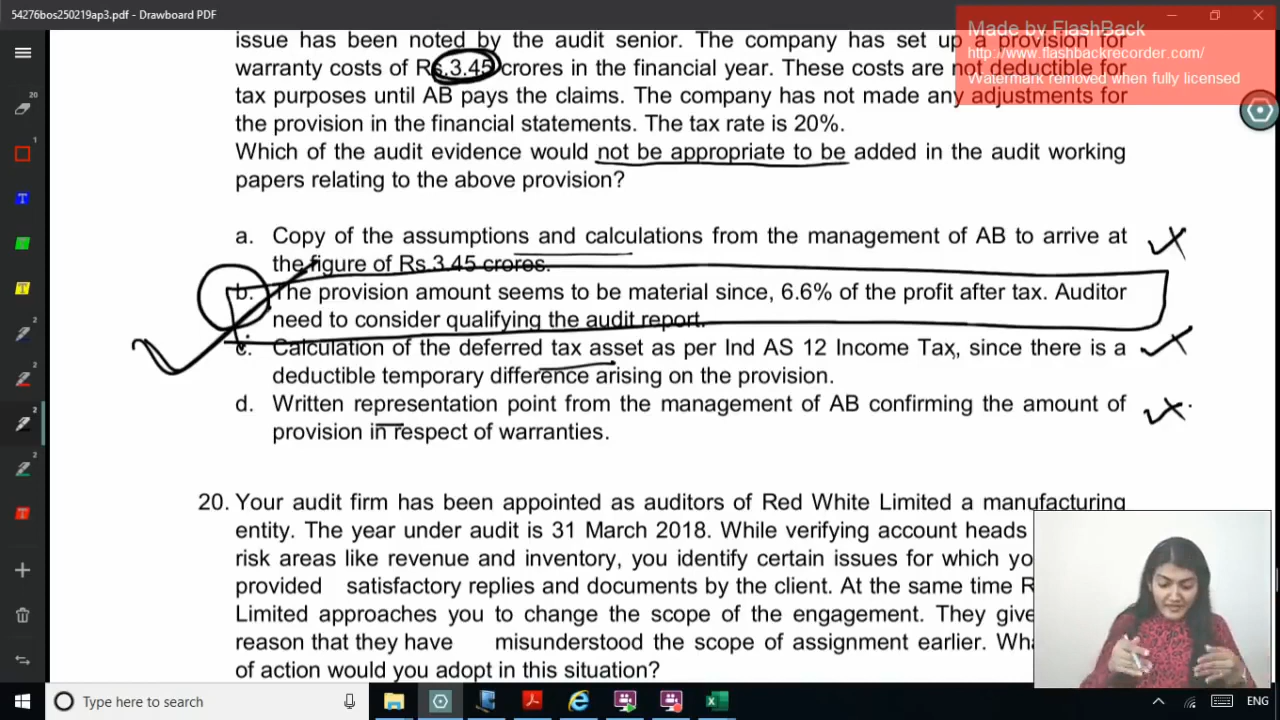 54276bos250219ap3.pdf - Drawboard PDF
Made by FlashBack
http://www.flashbackrecorder.com/
Watermark removed when fully licensed
issue has been noted by the audit senior. The company has set up a provision for
warranty costs of Rs.3.45 crores in the financial year. These costs are not deductible for
tax purposes until AB pays the claims. The company has not made any adjustments for
the provision in the financial statements. The tax rate is 20%.
Which of the audit evidence would not be appropriate to be added in the audit working
papers relating to the above provision?
a. Copy of the assumptions and calculations from the management of AB to arrive at
the figure of Rs.3.45 crores.
b. The provision amount seems to be material since, 6.6% of the profit after tax. Auditor
need to consider qualifying the audit report.
c. Calculation of the deferred tax asset as per Ind AS 12 Income Tax, since there is a
deductible temporary difference arising on the provision.
d. Written representation point from the management of AB confirming the amount of
provision in respect of warranties.
20. Your audit firm has been appointed as auditors of Red White Limited a manufacturing
entity. The year under audit is 31 March 2018. While verifying account heads
risk areas like revenue and inventory, you identify certain issues for which yo
provided satisfactory replies and documents by the client. At the same time R
Limited approaches you to change the scope of the engagement. They give
reason that they have misunderstood the scope of assignment earlier. Wh
of action would you adopt in this situation?
20
1
2
2
2
2
Type here to search
ENG